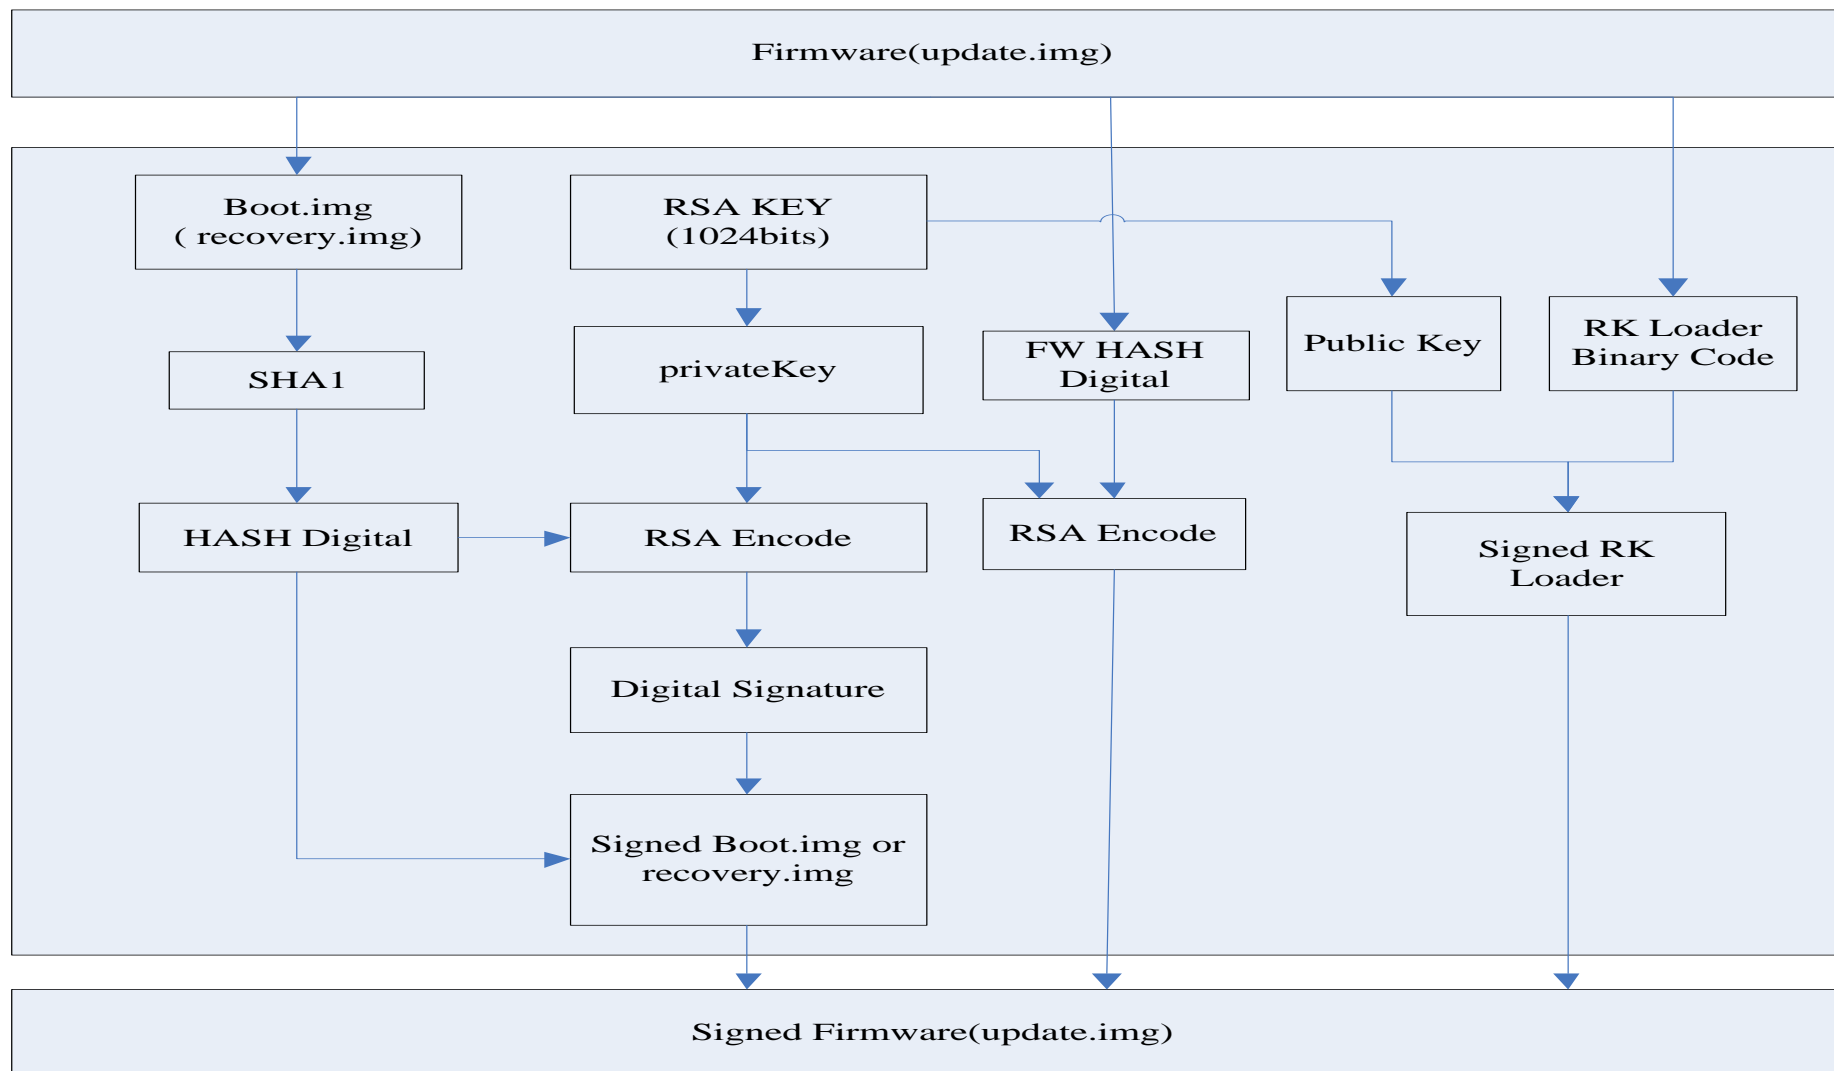 Firmware(update.img)
Boot.img
( recovery.img)
RSA KEY
(1024bits)
Public Key
RK Loader
Binary Code
privateKey
FW HASH
Digital
SHA1
HASH Digital
RSA Encode
RSA Encode
Signed RK
Loader
Digital Signature
Signed Boot.img or
recovery.img
Signed Firmware(update.img)